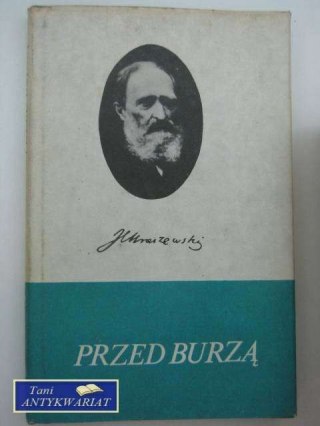 JIKraszewski
PRZED BURZĄ
Tani
ANTYKWARIAT